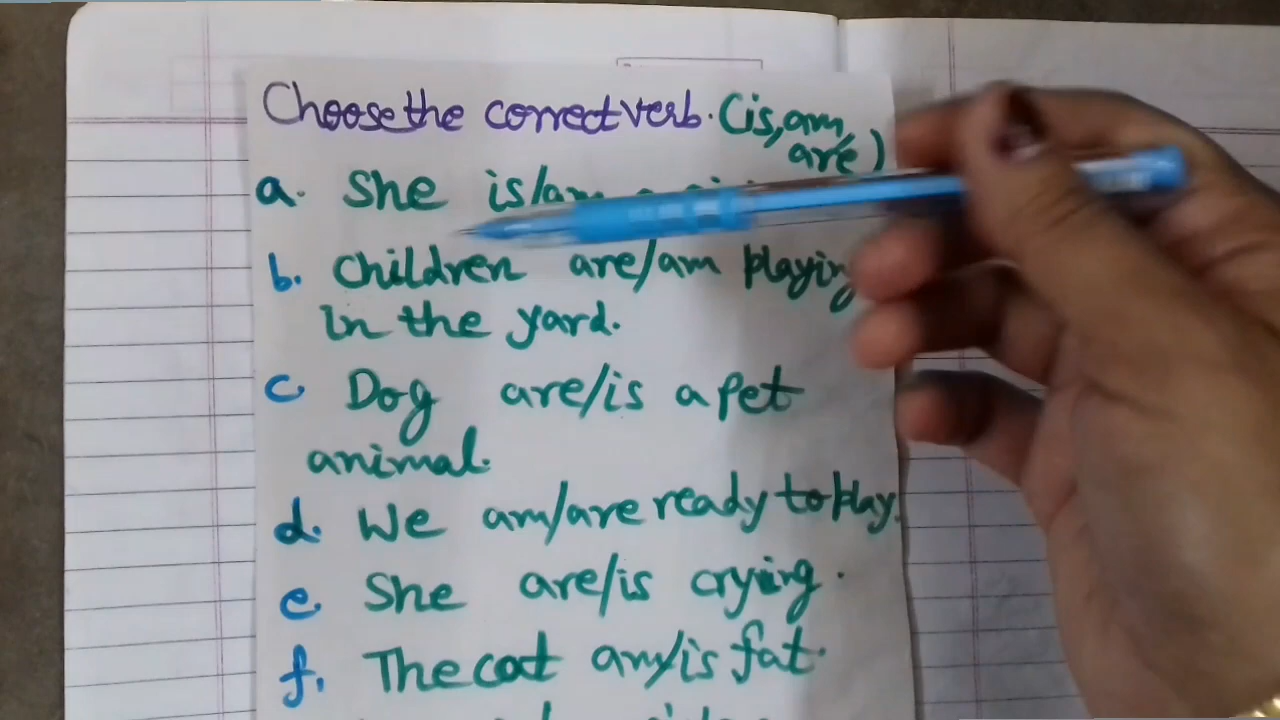 Choose the correct verb. (is, am,
are)
a. She is/am
b. Children are/am playing
in the yard.
c Dog are/is a pet
animal.
d. We am/are ready to play.
e She are/is crying.
f. The cat am/is fat.